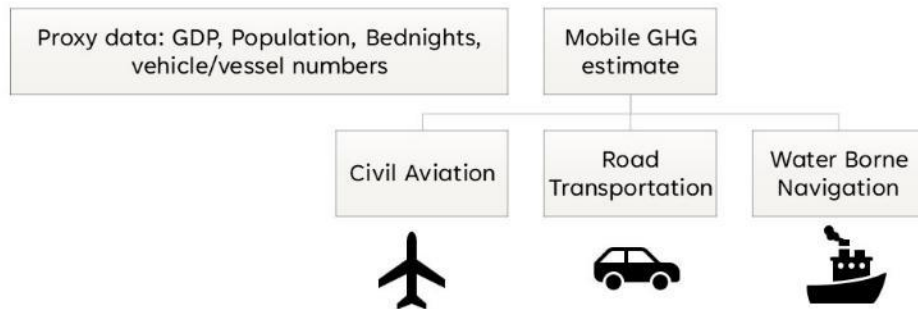 Proxy data: GDP, Population, Bednights,
vehicle/vessel numbers
Mobile GHG
estimate
Civil Aviation
Road
Transportation
Water Borne
Navigation